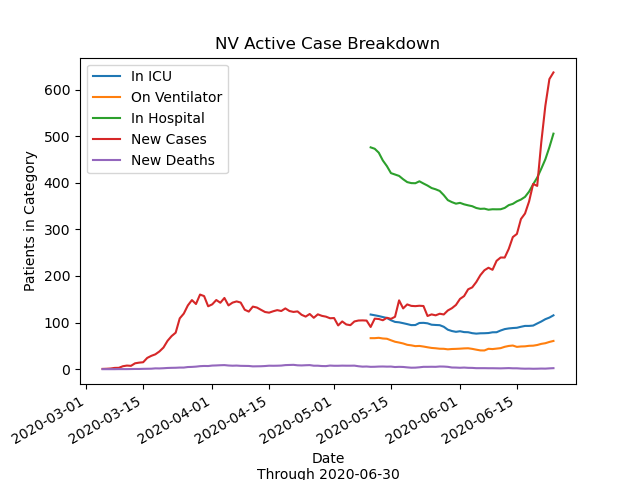 NV Active Case Breakdown
In ICU
On Ventilator
In Hospital
New Cases
New Deaths
Patients in Category
600
500
400
300
200
100
0
2020-03-01
2020-03-15
2020-04-01
2020-04-15
2020-05-01
2020-05-15
2020-06-01
2020-06-15
Date
Through 2020-06-30